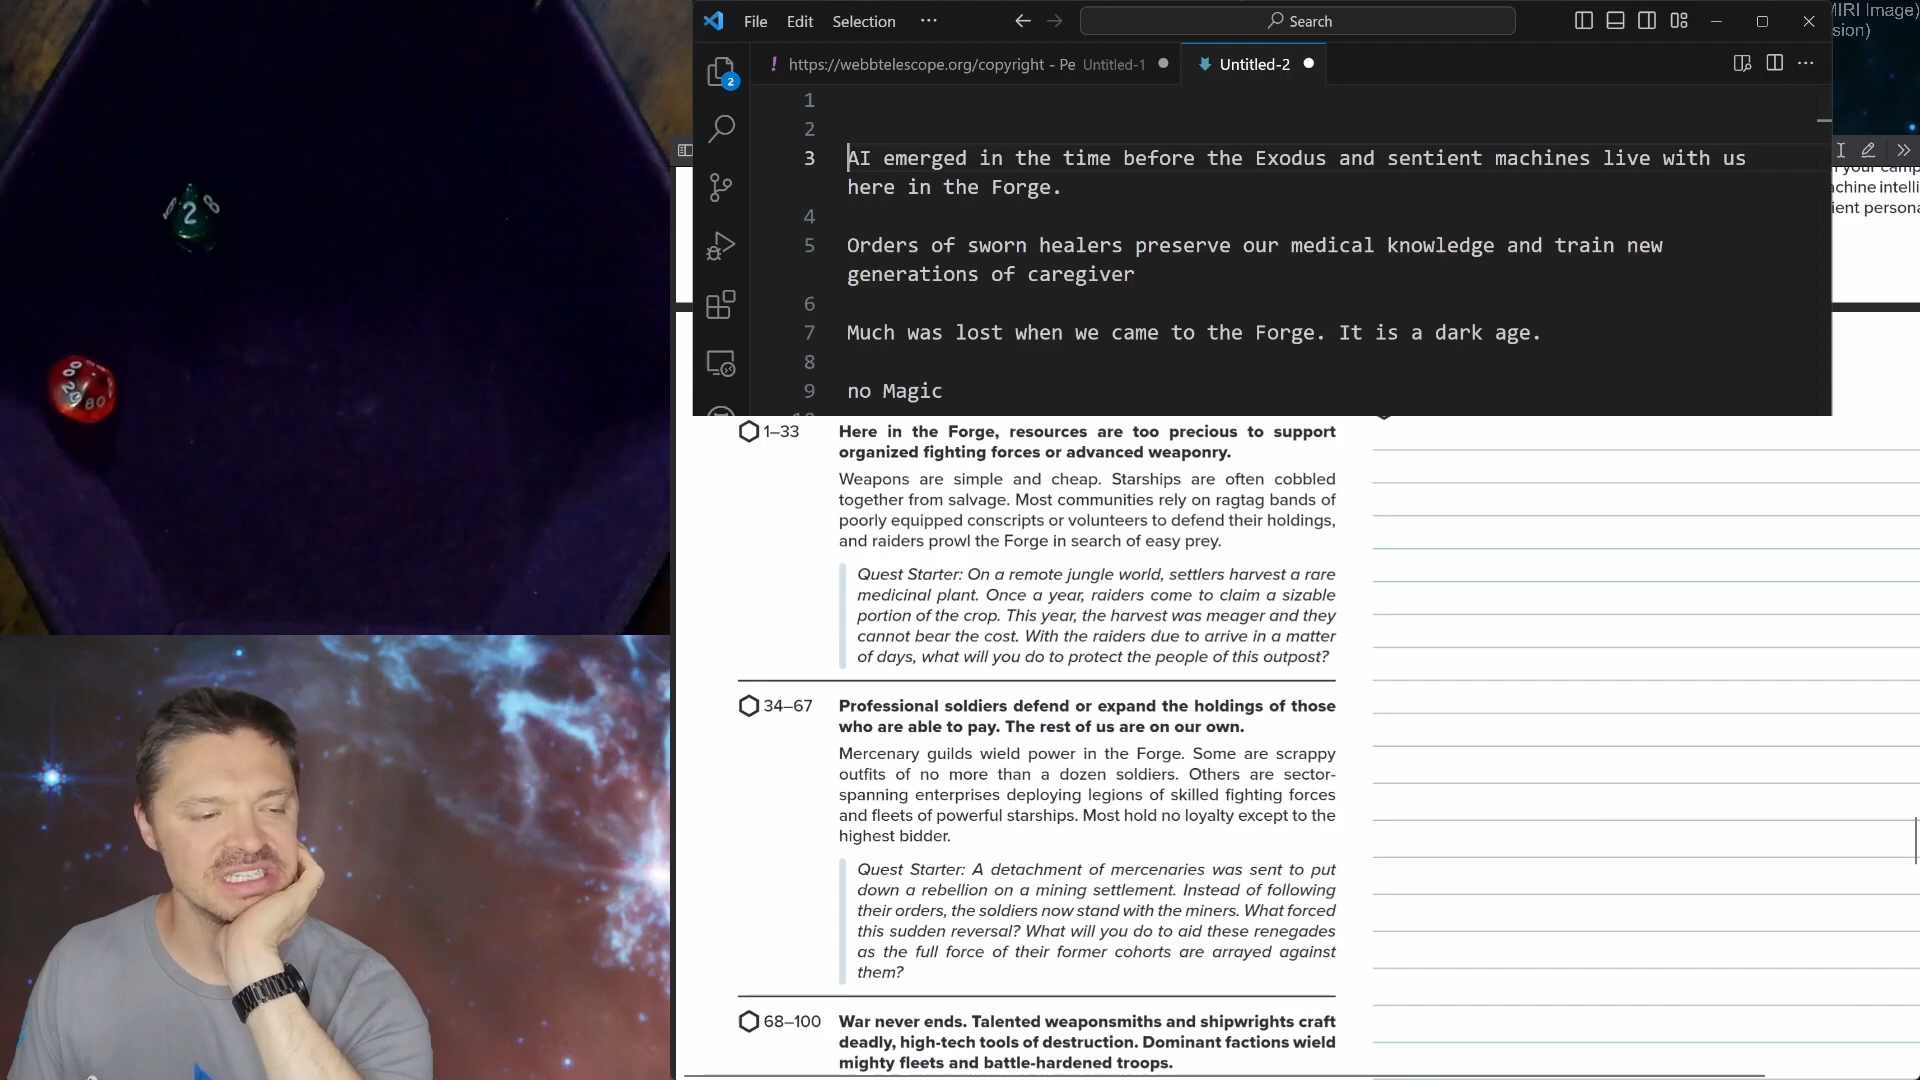 File Edit Selection ··· Search
https://webbtelescope.org/copyright - Pe Untitled-1
Untitled-2
2
1
2
3 AI emerged in the time before the Exodus and sentient machines live with us
here in the Forge.
4
5 Orders of sworn healers preserve our medical knowledge and train new
generations of caregiver
6
7 Much was lost when we came to the Forge. It is a dark age.
8
9 no Magic
MIRI Image)
sion)
your camp
achine intelli
ient persona
1–33 Here in the Forge, resources are too precious to support
organized fighting forces or advanced weaponry.
Weapons are simple and cheap. Starships are often cobbled
together from salvage. Most communities rely on ragtag bands of
poorly equipped conscripts or volunteers to defend their holdings,
and raiders prowl the Forge in search of easy prey.
Quest Starter: On a remote jungle world, settlers harvest a rare
medicinal plant. Once a year, raiders come to claim a sizable
portion of the crop. This year, the harvest was meager and they
cannot bear the cost. With the raiders due to arrive in a matter
of days, what will you do to protect the people of this outpost?
34–67 Professional soldiers defend or expand the holdings of those
who are able to pay. The rest of us are on our own.
Mercenary guilds wield power in the Forge. Some are scrappy
outfits of no more than a dozen soldiers. Others are sector-
spanning enterprises deploying legions of skilled fighting forces
and fleets of powerful starships. Most hold no loyalty except to the
highest bidder.
Quest Starter: A detachment of mercenaries was sent to put
down a rebellion on a mining settlement. Instead of following
their orders, the soldiers now stand with the miners. What forced
this sudden reversal? What will you do to aid these renegades
as the full force of their former cohorts are arrayed against
them?
68–100 War never ends. Talented weaponsmiths and shipwrights craft
deadly, high-tech tools of destruction. Dominant factions wield
mighty fleets and battle-hardened troops.
2
8
00
20
80